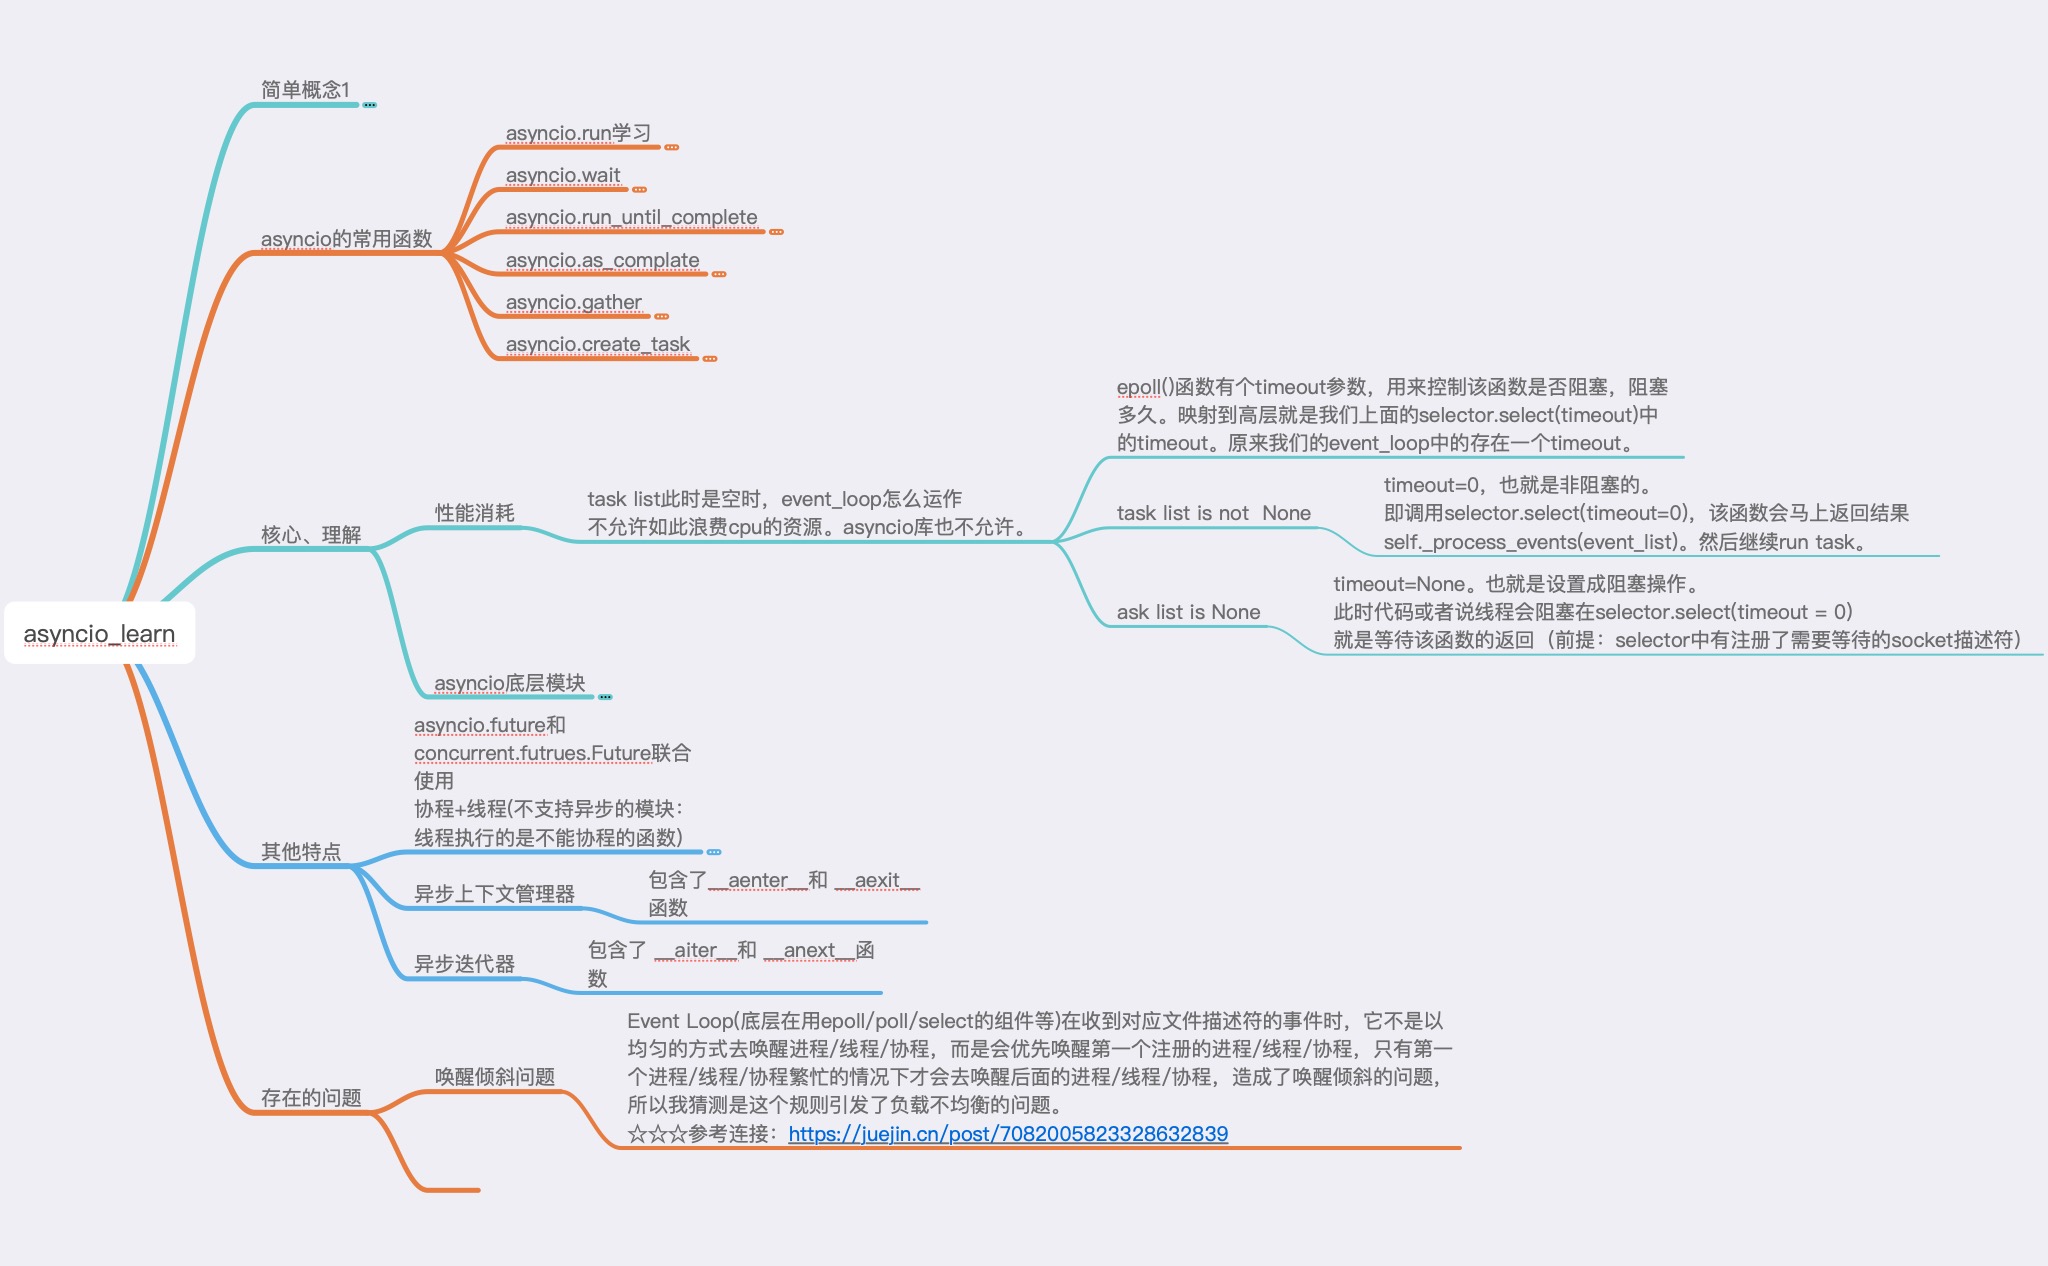 asyncio_learn
简单概念1
asyncio的常用函数
asyncio.run学习
asyncio.wait
asyncio.run_until_complete
asyncio.as_complate
asyncio.gather
asyncio.create_task
核心、理解
性能消耗
task list此时是空时，event_loop怎么运作
不允许如此浪费cpu的资源。asyncio库也不允许。
epoll()函数有个timeout参数，用来控制该函数是否阻塞，阻塞
多久。映射到高层就是我们上面的selector.select(timeout)中
的timeout。原来我们的event_loop中的存在一个timeout。
task list is not  None
timeout=0，也就是非阻塞的。
即调用selector.select(timeout=0)，该函数会马上返回结果
self._process_events(event_list)。然后继续run task。
ask list is None
timeout=None。也就是设置成阻塞操作。
此时代码或者说线程会阻塞在selector.select(timeout = 0)
就是等待该函数的返回（前提：selector中有注册了需要等待的socket描述符）
asyncio底层模块
其他特点
asyncio.future和
concurrent.futrues.Future联合
使用
协程+线程(不支持异步的模块：
线程执行的是不能协程的函数)
异步上下文管理器
包含了__aenter__和 __aexit__
函数
异步迭代器
包含了 __aiter__和 __anext__函
数
存在的问题
唤醒倾斜问题
Event Loop(底层在用epoll/poll/select的组件等)在收到对应文件描述符的事件时，它不是以
均匀的方式去唤醒进程/线程/协程，而是会优先唤醒第一个注册的进程/线程/协程，只有第一
个进程/线程/协程繁忙的情况下才会去唤醒后面的进程/线程/协程，造成了唤醒倾斜的问题，
所以我猜测是这个规则引发了负载不均衡的问题。
☆☆☆参考连接：https://juejin.cn/post/7082005823328632839